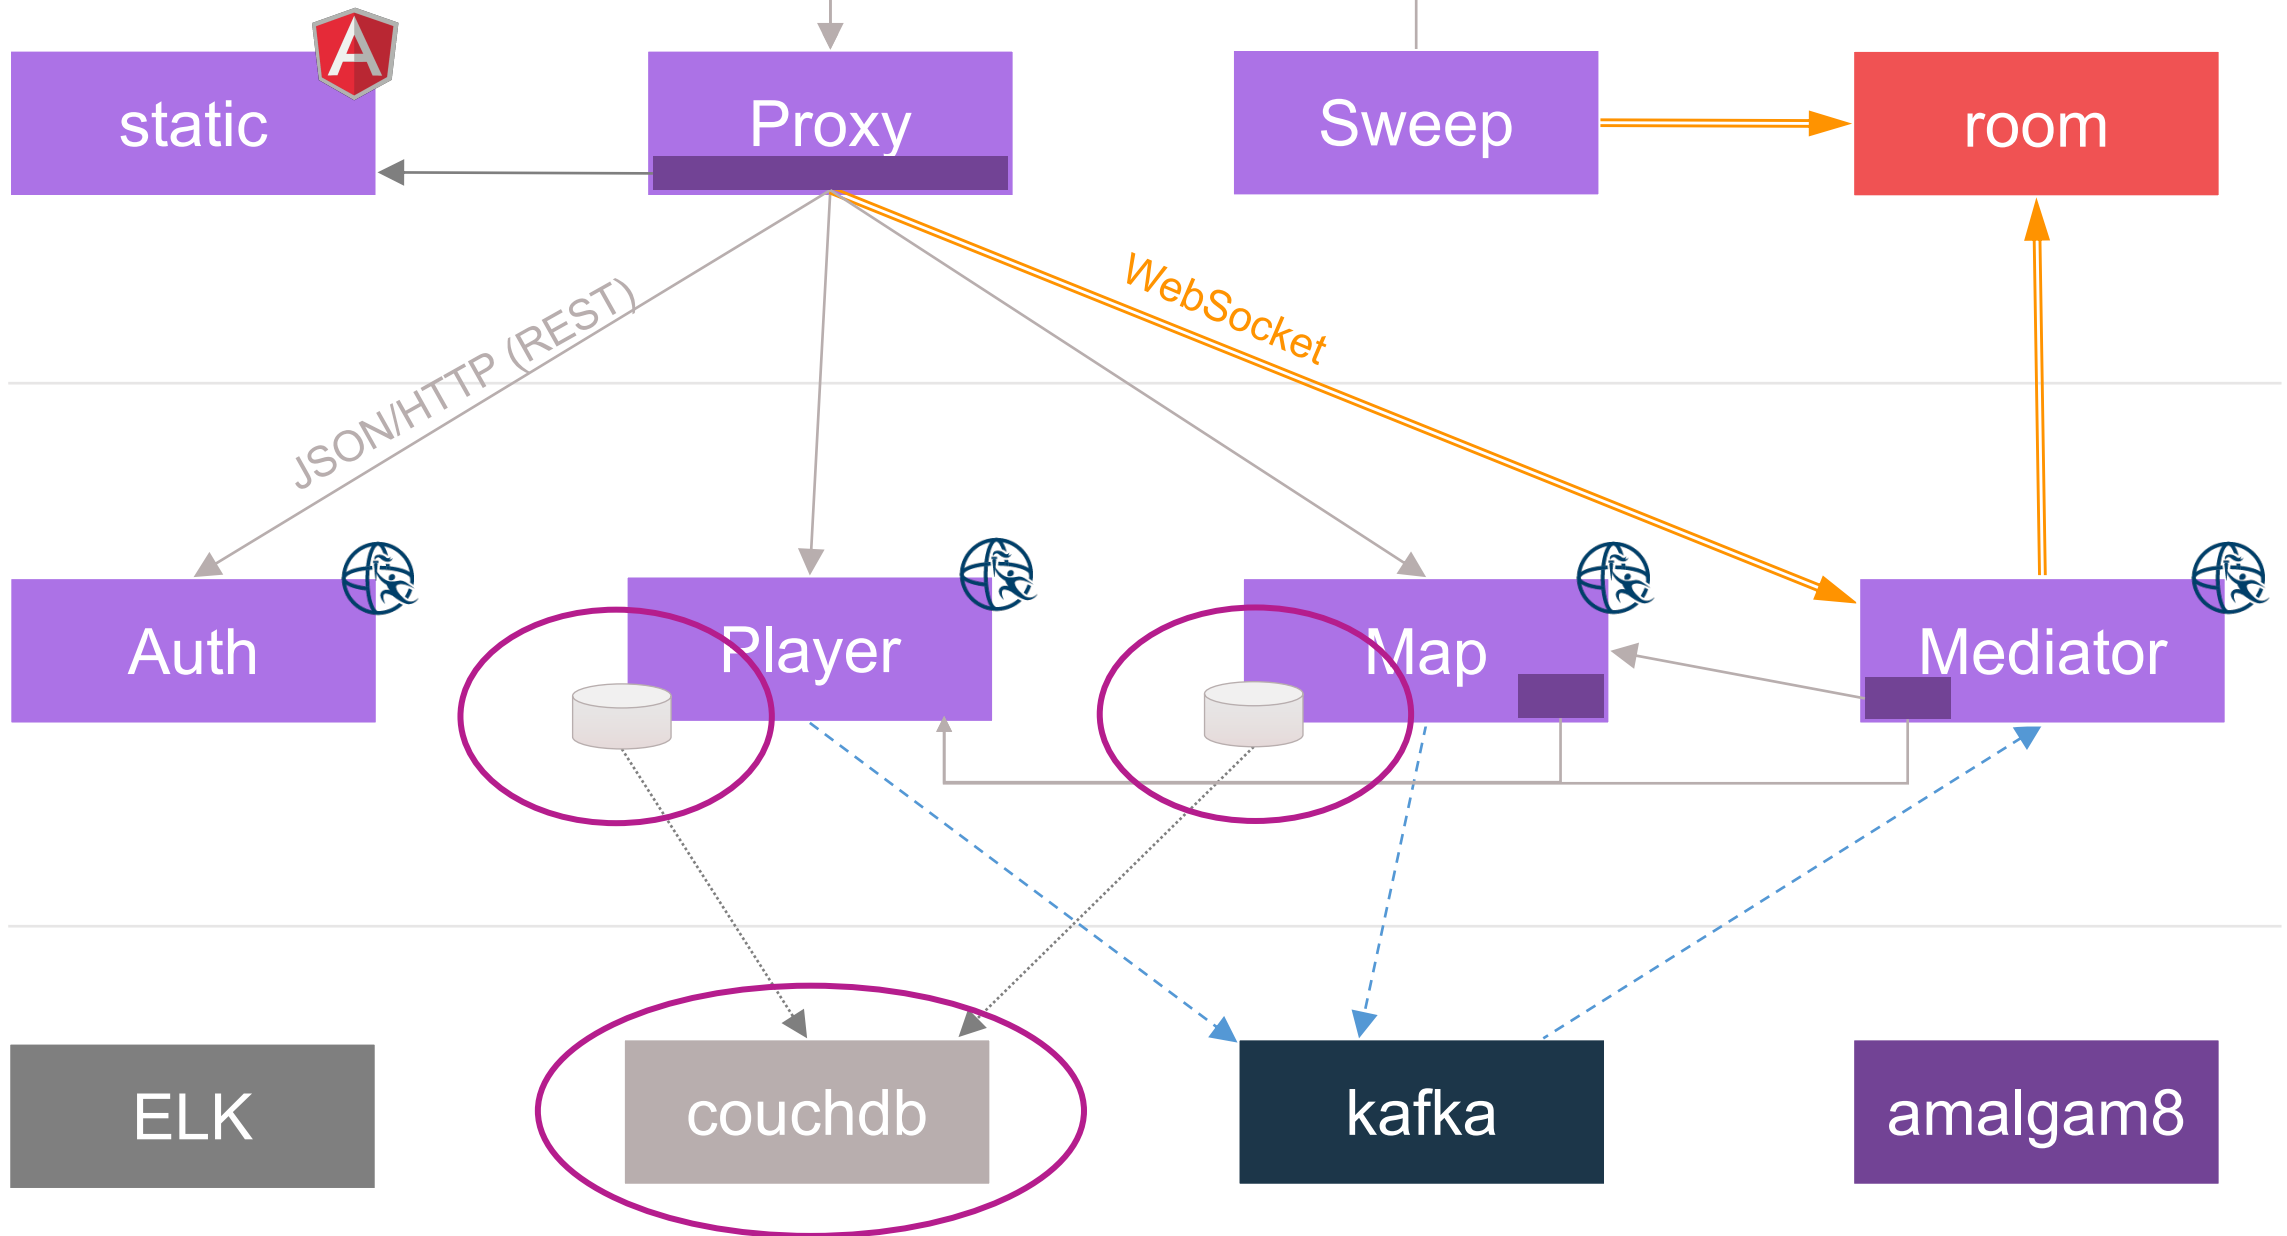 static
Proxy
Sweep
room
WebSocket
JSON/HTTP (REST)
Auth
Player
Map
Mediator
ELK
couchdb
kafka
amalgam8